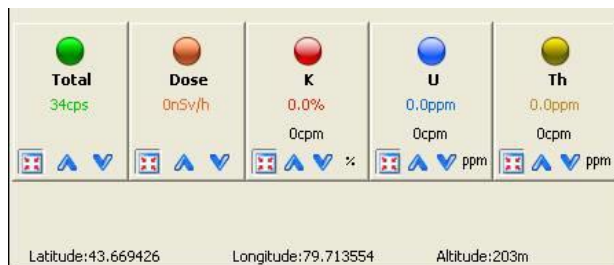 Total Dose K U Th
34cps 0nSv/h 0.0% 0.0ppm 0.0ppm
0cpm 0cpm 0cpm
% ppm ppm
Latitude:43.669426 Longitude:79.713554 Altitude:203m